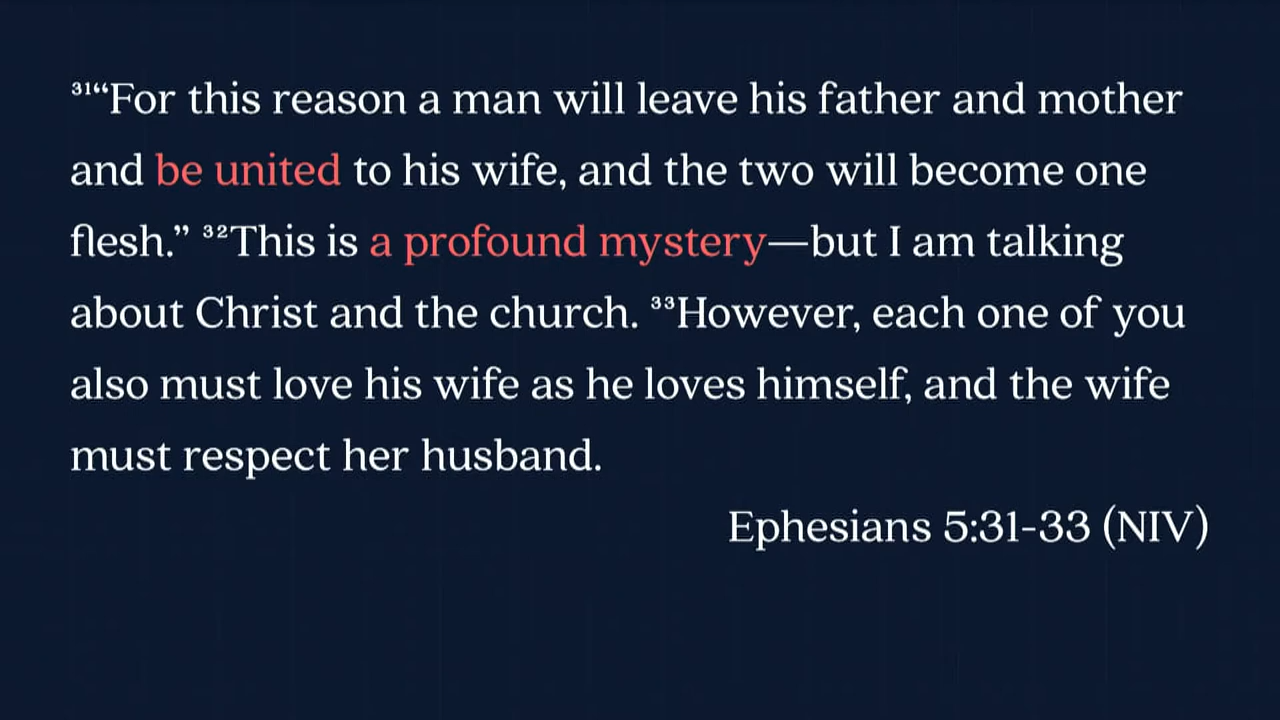 ³¹“For this reason a man will leave his father and mother
and be united to his wife, and the two will become one
flesh.” ³²This is a profound mystery—but I am talking
about Christ and the church. ³³However, each one of you
also must love his wife as he loves himself, and the wife
must respect her husband.
Ephesians 5:31-33 (NIV)